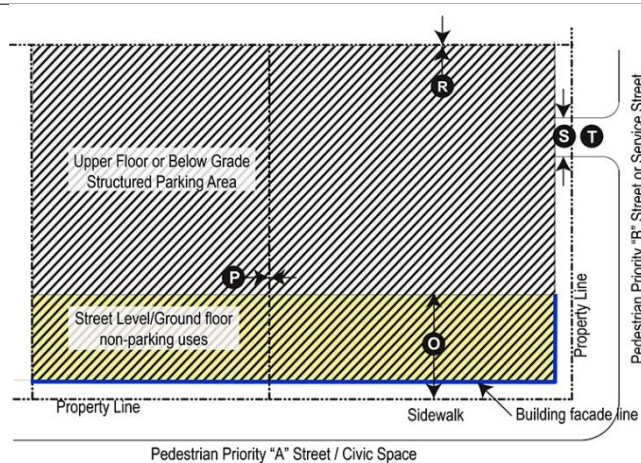 R
S T
Upper Floor or Below Grade
Structured Parking Area
P
Street Level/Ground floor
non-parking uses
O
Property Line
Pedestrian Priority "B" Street or Service Street
Property Line
Sidewalk
Building facade line
Pedestrian Priority "A" Street / Civic Space